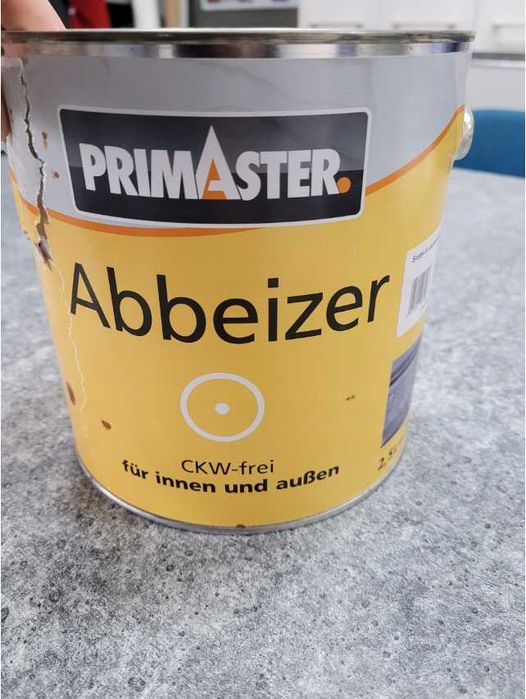 PRIMASTER.
Abbeizer
CKW-frei
für innen und außen